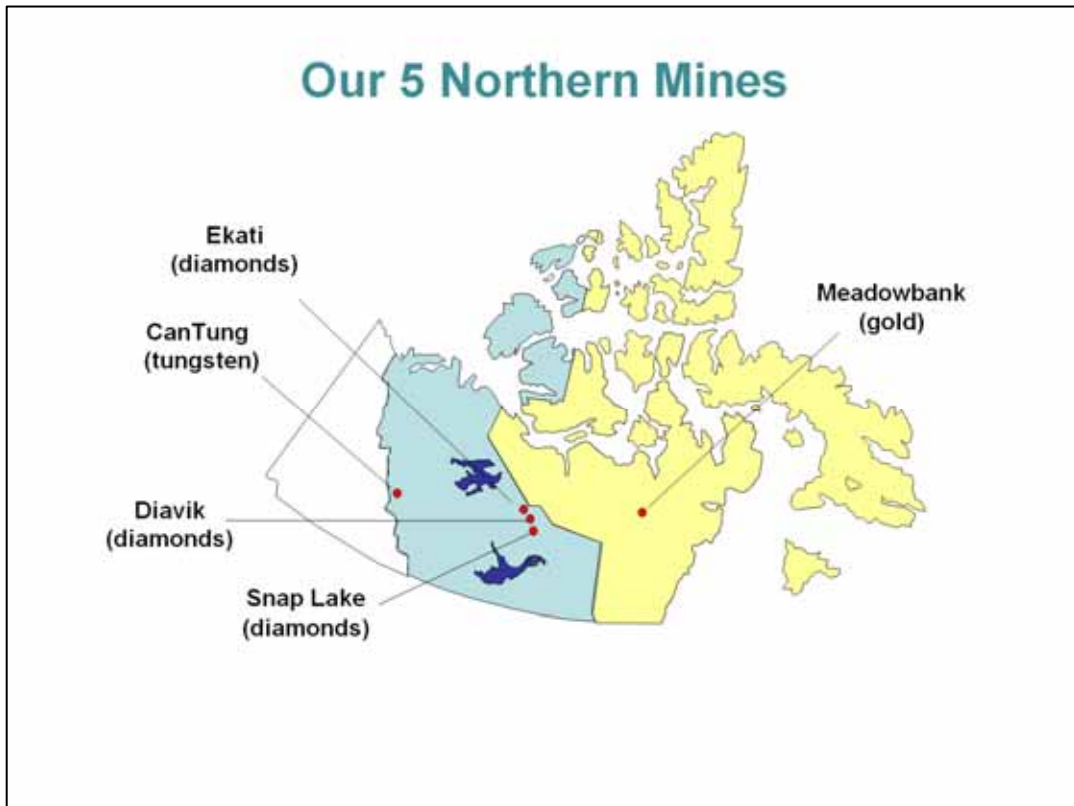 Our 5 Northern Mines
Ekati
(diamonds)
CanTung
(tungsten)
Meadowbank
(gold)
Diavik
(diamonds)
Snap Lake
(diamonds)